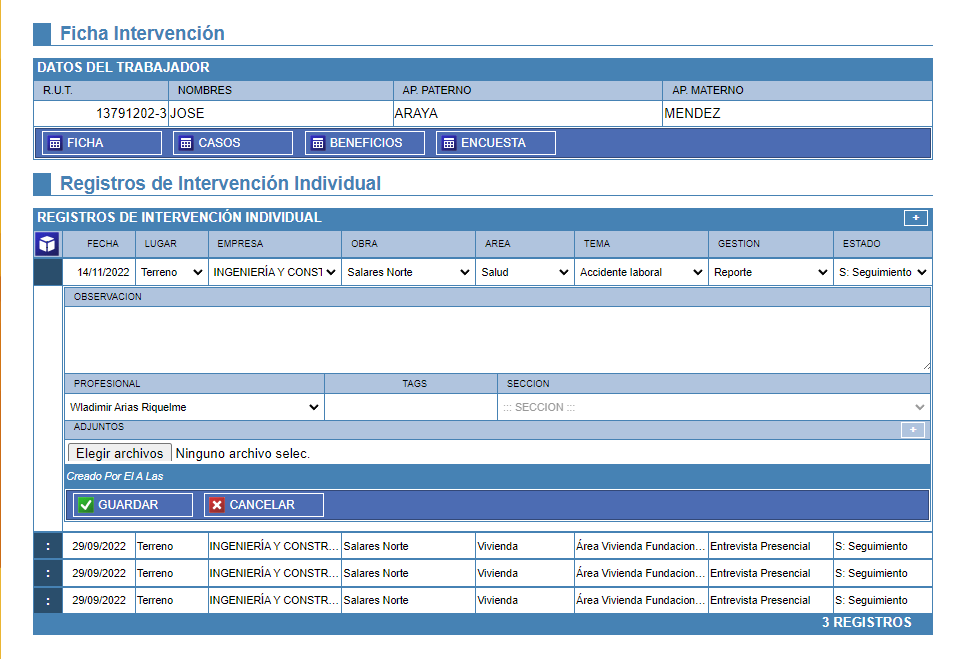 Ficha Intervención
DATOS DEL TRABAJADOR
R.U.T. NOMBRES AP. PATERNO AP. MATERNO
13791202-3 JOSE ARAYA MENDEZ
FICHA CASOS BENEFICIOS ENCUESTA
Registros de Intervención Individual
REGISTROS DE INTERVENCIÓN INDIVIDUAL +
FECHA LUGAR EMPRESA OBRA AREA TEMA GESTION ESTADO
14/11/2022 Terreno INGENIERÍA Y CONST Salares Norte Salud Accidente laboral Reporte S: Seguimiento
OBSERVACION
PROFESIONAL TAGS SECCION
Wladimir Arias Riquelme ::: SECCION :::
ADJUNTOS +
Elegir archivos Ninguno archivo selec.
Creado Por El A Las
GUARDAR CANCELAR
: 29/09/2022 Terreno INGENIERÍA Y CONSTR... Salares Norte Vivienda Área Vivienda Fundacion... Entrevista Presencial S: Seguimiento
: 29/09/2022 Terreno INGENIERÍA Y CONSTR... Salares Norte Vivienda Área Vivienda Fundacion... Entrevista Presencial S: Seguimiento
: 29/09/2022 Terreno INGENIERÍA Y CONSTR... Salares Norte Vivienda Área Vivienda Fundacion... Entrevista Presencial S: Seguimiento
3 REGISTROS